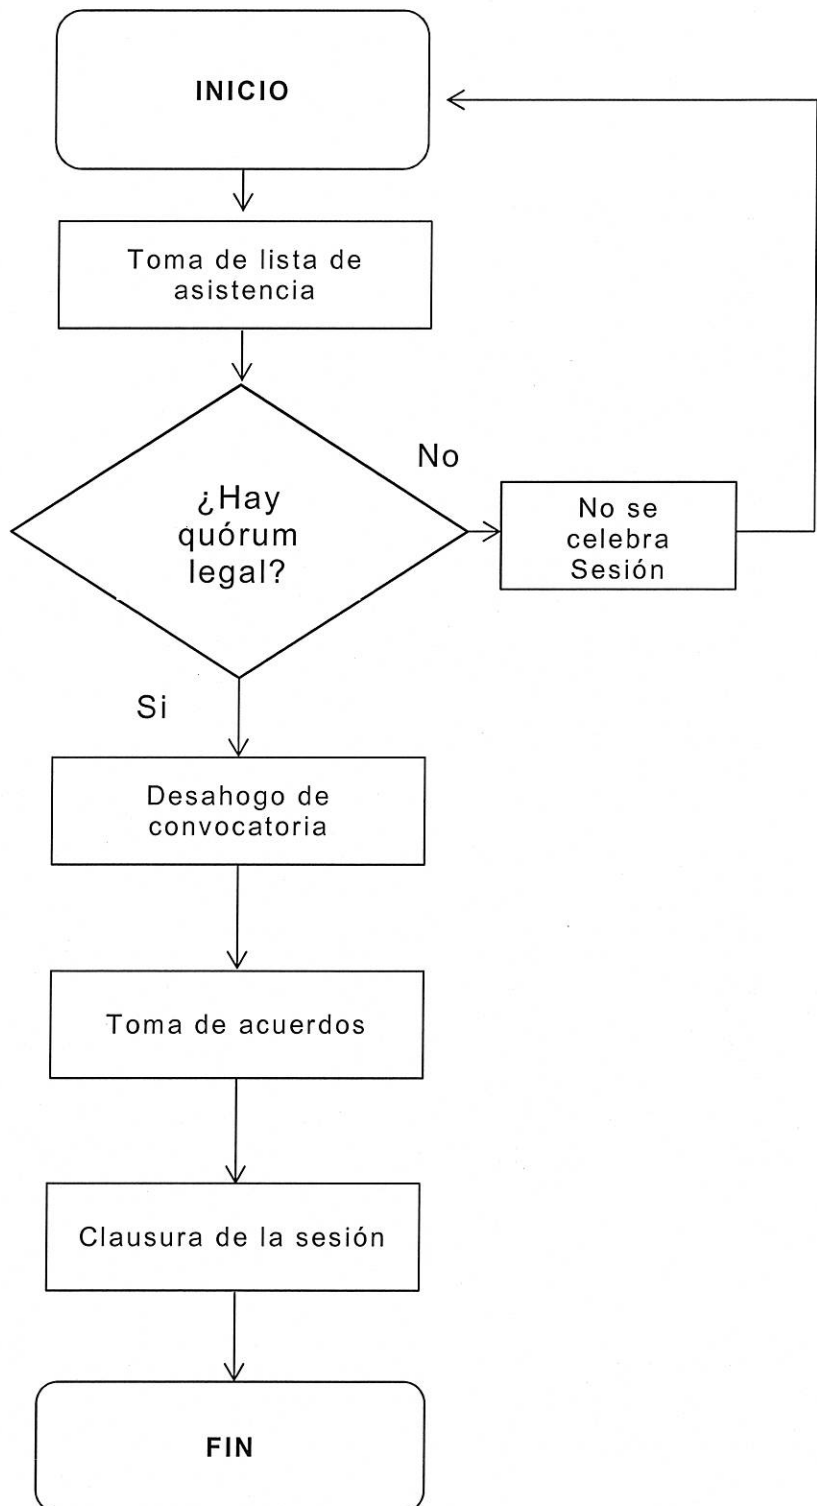 INICIO
Toma de lista de
asistencia
No
¿Hay
quórum
legal?
No se
celebra
Sesión
Si
Desahogo de
convocatoria
Toma de acuerdos
Clausura de la sesión
FIN